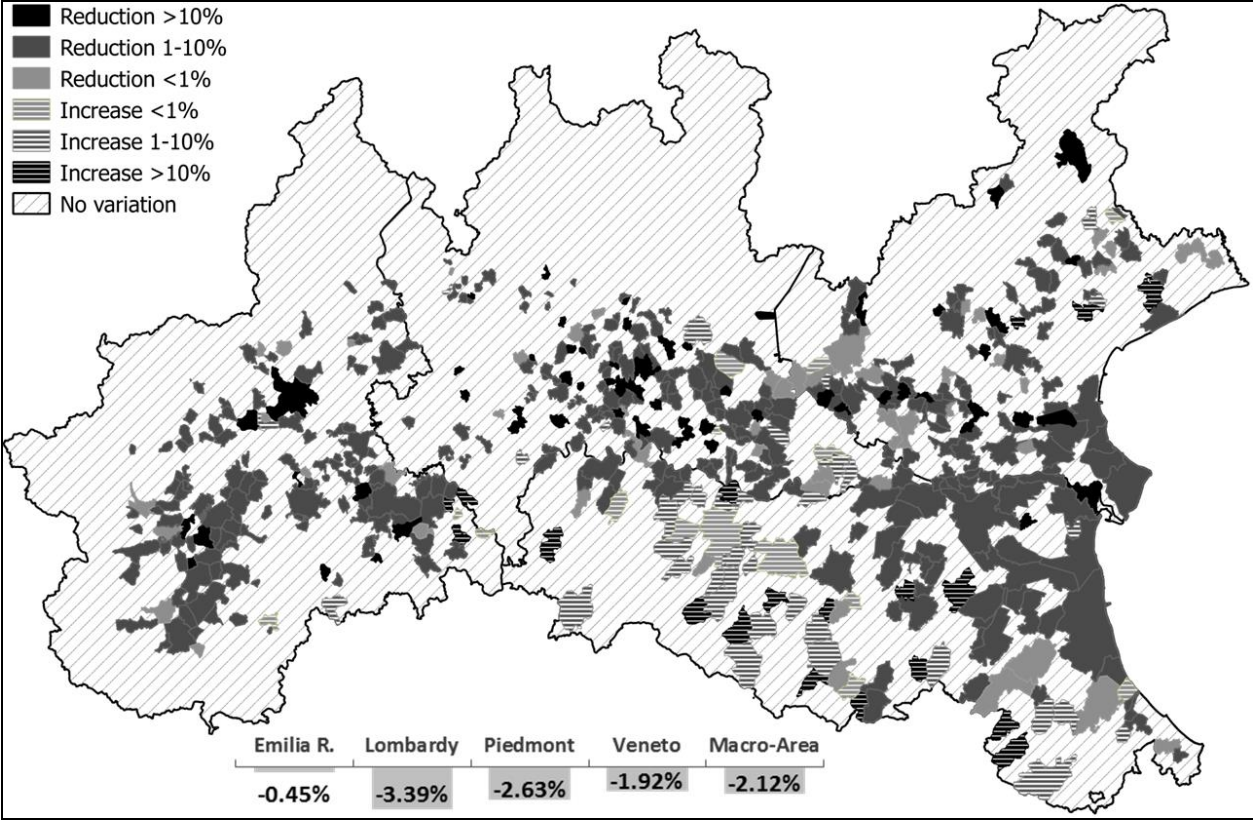 Reduction >10%
Reduction 1-10%
Reduction <1%
Increase <1%
Increase 1-10%
Increase >10%
No variation
Emilia R. Lombardy Piedmont Veneto Macro-Area
-0.45% -3.39% -2.63% -1.92% -2.12%